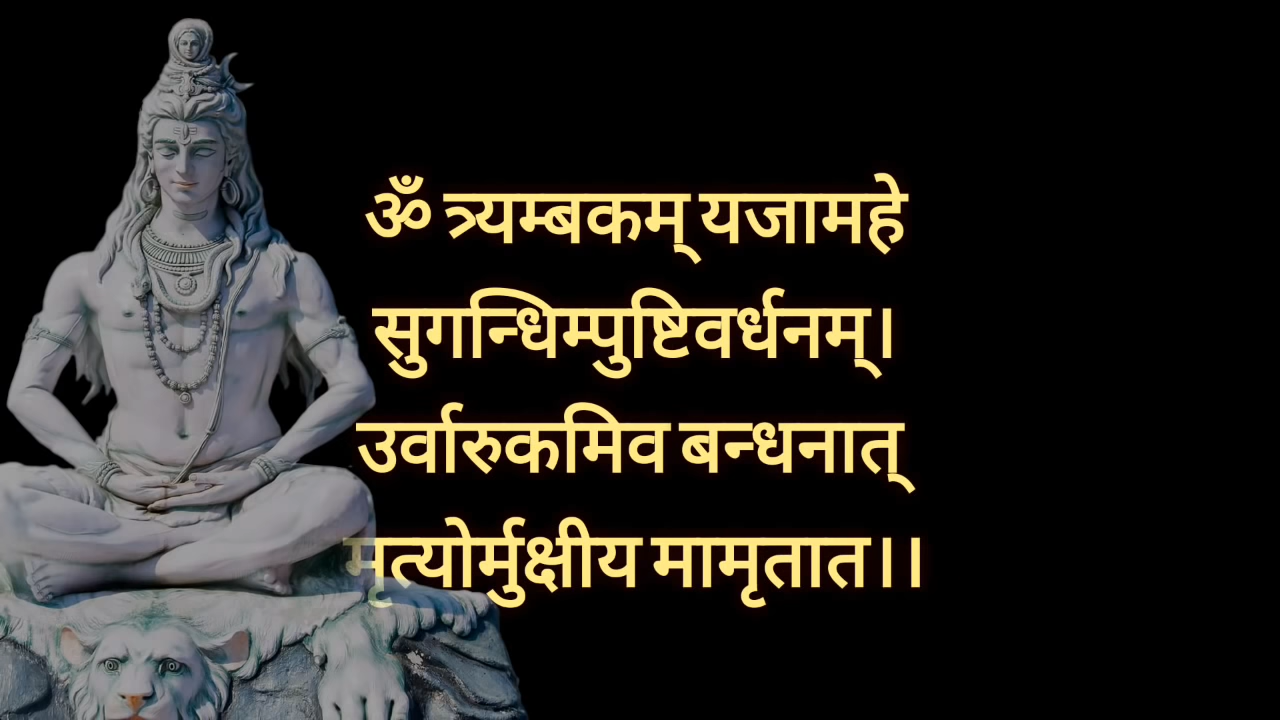 ॐ त्र्यम्बकम् यजामहे
सुगन्धिम्पुष्टिवर्धनम्।
उर्वारुकमिव बन्धनात्
मृत्योर्मुक्षीय मामृतात।।